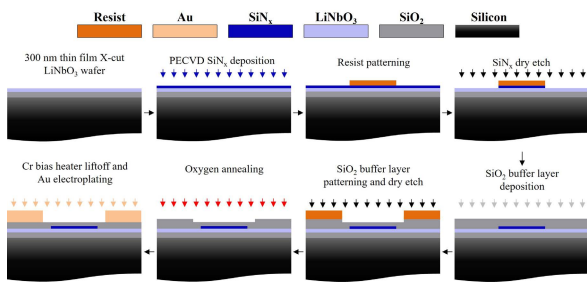 Resist Au SiNx LiNbO3 SiO2 Silicon
300 nm thin film X-cut
LiNbO3 wafer
PECVD SiNx deposition
Resist patterning
SiNx dry etch
Cr bias heater liftoff and
Au electroplating
Oxygen annealing
SiO2 buffer layer
patterning and dry etch
SiO2 buffer layer
deposition